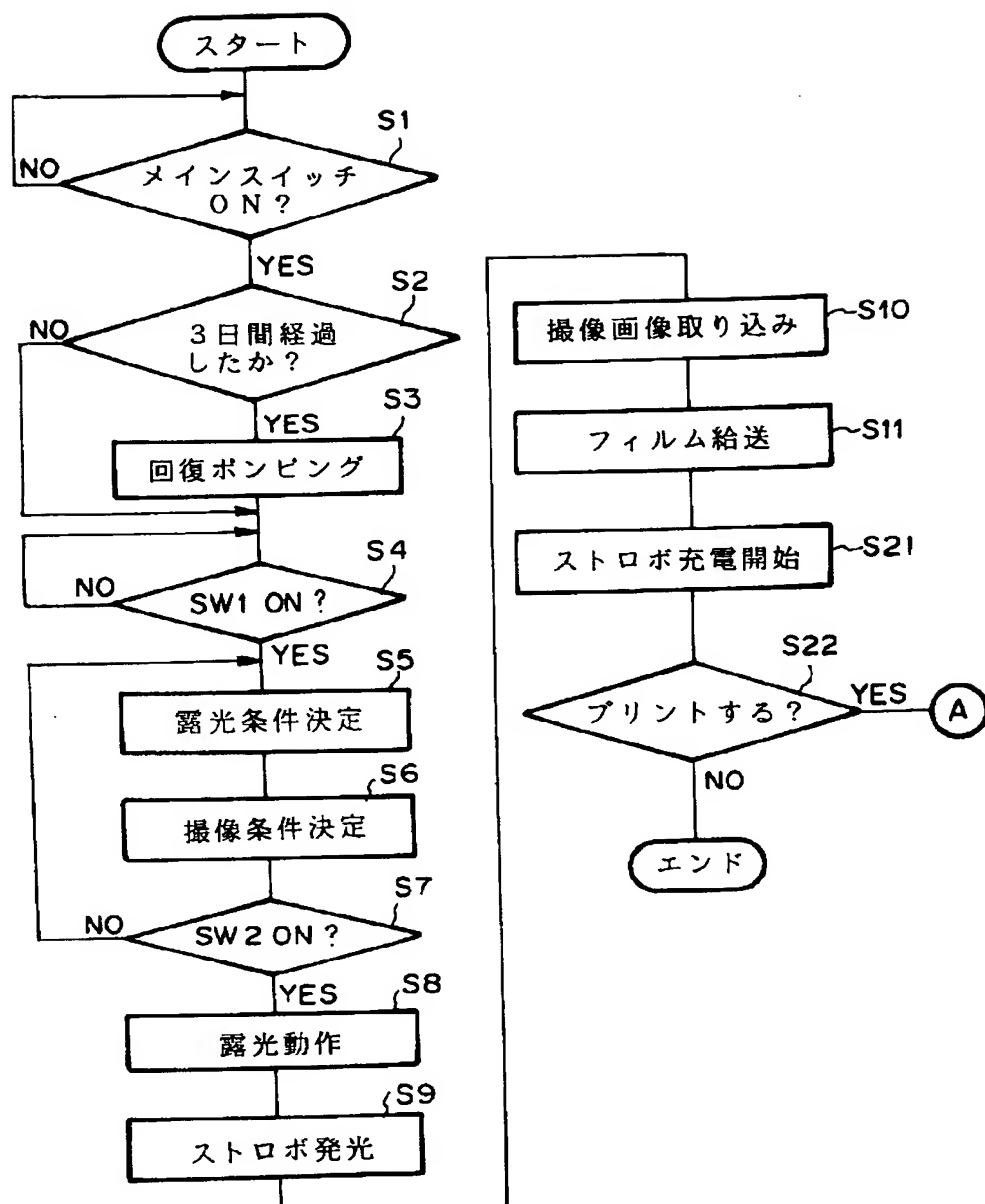 スタート
S1
NO
メインスイッチ
ON?
YES
S2
NO
3日間経過
したか?
YES
S3
回復ポンピング
S4
NO
SW1 ON?
YES
S5
露光条件決定
S6
撮像条件決定
S7
NO
SW2 ON?
YES
S8
露光動作
S9
ストロボ発光
撮像画像取り込み
S10
フィルム給送
S11
ストロボ充電開始
S21
S22
プリントする?
YES
A
NO
エンド